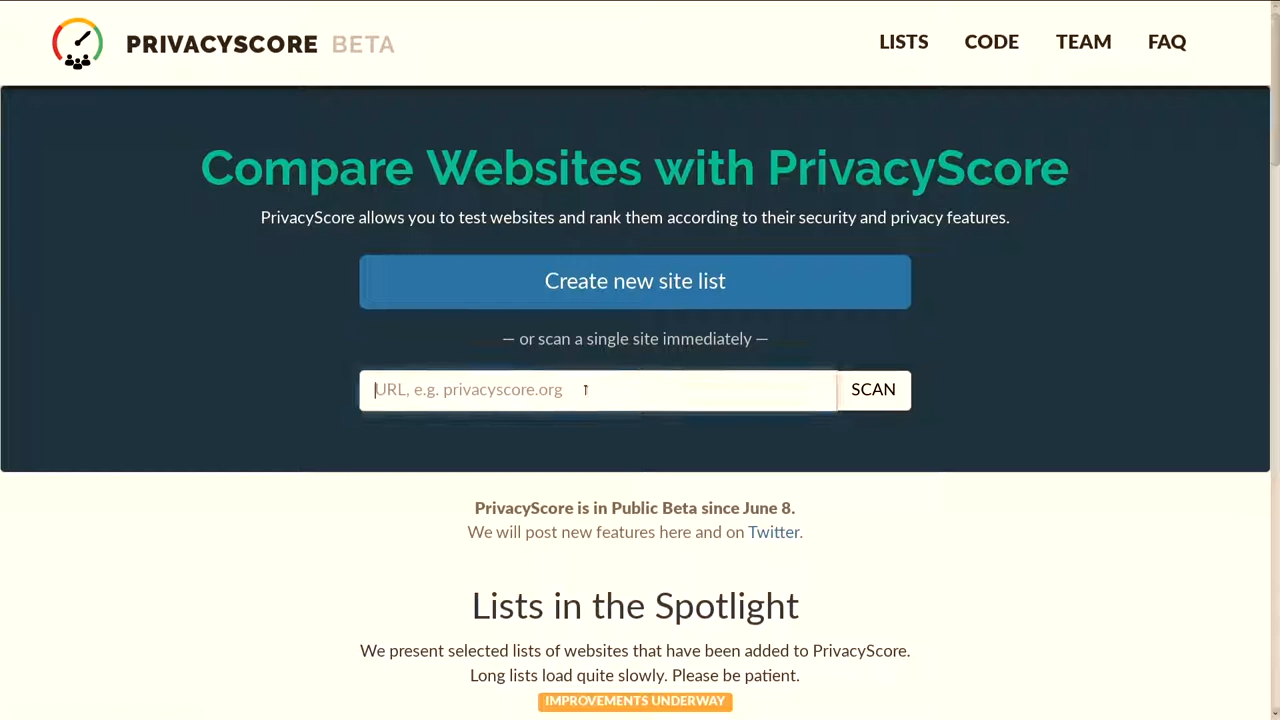 PRIVACYSCORE BETA
LISTS CODE TEAM FAQ
Compare Websites with PrivacyScore
PrivacyScore allows you to test websites and rank them according to their security and privacy features.
Create new site list
— or scan a single site immediately —
URL, e.g. privacyscore.org
SCAN
PrivacyScore is in Public Beta since June 8.
We will post new features here and on Twitter.
Lists in the Spotlight
We present selected lists of websites that have been added to PrivacyScore.
Long lists load quite slowly. Please be patient.
IMPROVEMENTS UNDERWAY